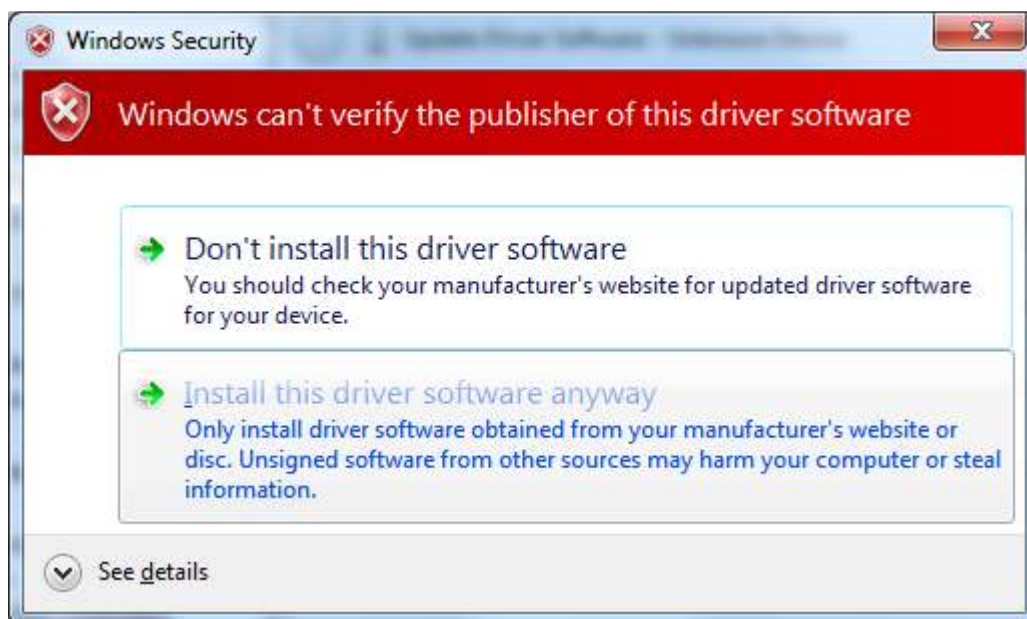 Windows Security
Windows can't verify the publisher of this driver software
Don't install this driver software
You should check your manufacturer's website for updated driver software
for your device.
Install this driver software anyway
Only install driver software obtained from your manufacturer's website or
disc. Unsigned software from other sources may harm your computer or steal
information.
See details